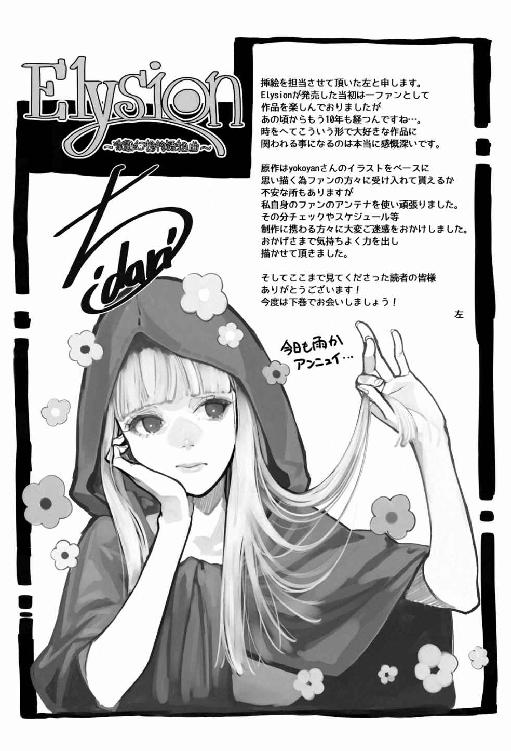 Elysion
挿絵を担当させて頂いた左と申します。
Elysionが発売した当初は一ファンとして
作品を楽しんでおりましたが
あの頃からもう10年も経つんですね…。
時をへてこういう形で大好きな作品に
関われる事になるのは本当に感慨深いです。
原作はyokoyanさんのイラストをベースに
思い描く為ファンの方々に受け入れて貰えるか
不安な所もありますが
私自身のファンのアンテナを使い頑張りました。
その分チェックやスケジュール等
制作に携わる方々に大変ご迷惑をおかけしました。
おかげさまで気持ちよく力を出し
描かせて頂きました。
そしてここまで見てくださった読者の皆様
ありがとうございます！
今度は下巻でお会いしましょう！
左
hidari
今日も雨か
アンニュイ…